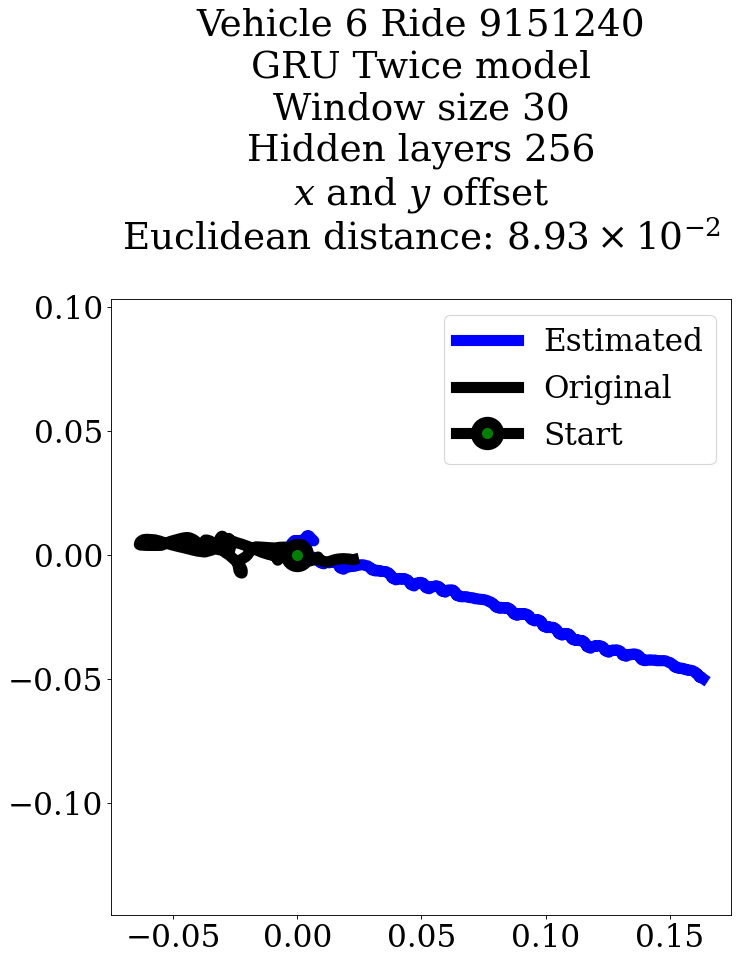 Vehicle 6 Ride 9151240
GRU Twice model
Window size 30
Hidden layers 256
x and y offset
Euclidean distance: 8.93 × 10⁻²
Estimated
Original
Start
0.10
0.05
0.00
−0.05
−0.10
−0.05
0.00
0.05
0.10
0.15